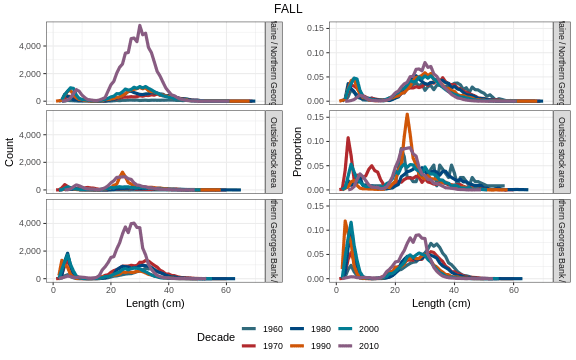 FALL
Count
4,000
2,000
0
4,000
2,000
0
4,000
2,000
0
0
20
40
60
Length (cm)
Outside stock area
Proportion
0.15
0.10
0.05
0.00
0.15
0.10
0.05
0.00
0.15
0.10
0.05
0.00
0
20
40
60
Length (cm)
/ Northern
Outside stock area
Georges Bank /
Decade
1960 1980 2000
1970 1990 2010